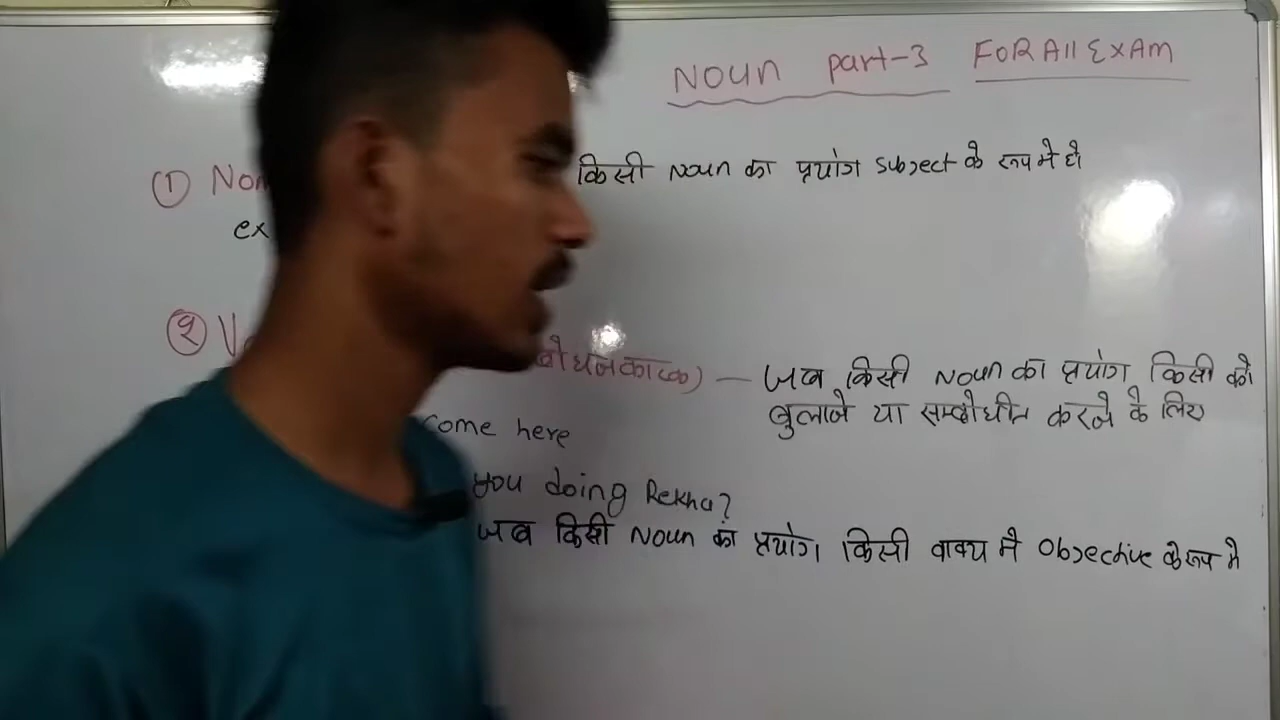 NOUN part-3 FOR All EXAM
① किसी Noun का प्रयोग Subject के रूप मे हो
ex
② जब किसी Noun का प्रयोग किसी को
बुलाने या सम्बोधीत करने के लिए
come here
you doing Rekha?
जब किसी Noun का प्रयोग किसी वाक्य मे Objective के रूप मे